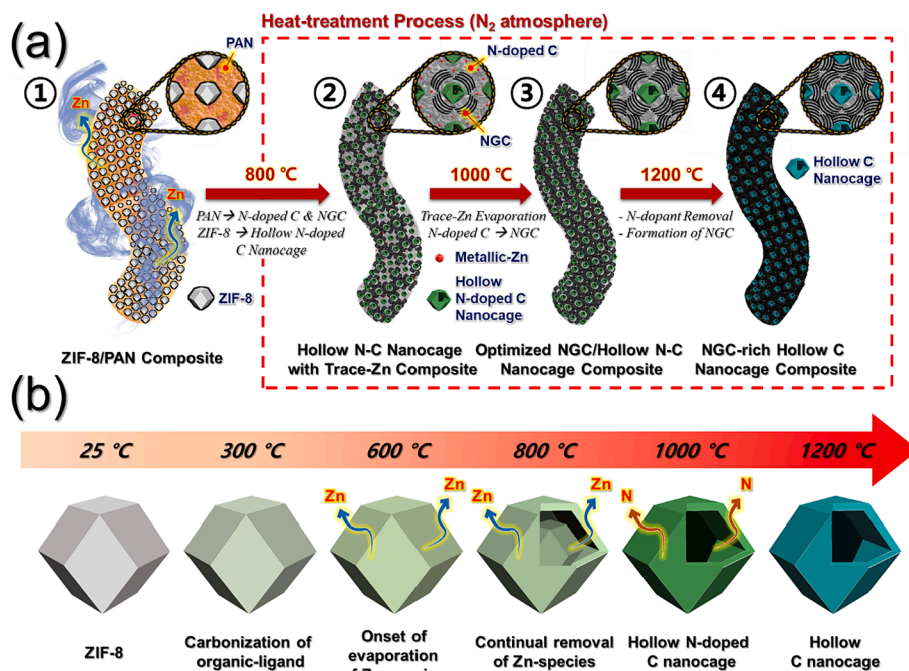 Heat-treatment Process (N₂ atmosphere)
(a)
PAN
N-doped C
① ② ③ ④
Zn
NGC
Hollow C
Nanocage
Zn
800 ℃
1000 ℃
1200 ℃
PAN → N-doped C & NGC
ZIF-8 → Hollow N-doped
C Nanocage
Trace-Zn Evaporation
N-doped C → NGC
- N-dopant Removal
- Formation of NGC
Metallic-Zn
Hollow
N-doped C
Nanocage
ZIF-8
ZIF-8/PAN Composite
Hollow N-C Nanocage
with Trace-Zn Composite
Optimized NGC/Hollow N-C
Nanocage Composite
NGC-rich Hollow C
Nanocage Composite
(b)
25 ℃ 300 ℃ 600 ℃ 800 ℃ 1000 ℃ 1200 ℃
Zn Zn Zn Zn N N
ZIF-8
Carbonization of
organic-ligand
Onset of
evaporation
Continual removal
of Zn-species
Hollow N-doped
C nanocage
Hollow
C nanocage